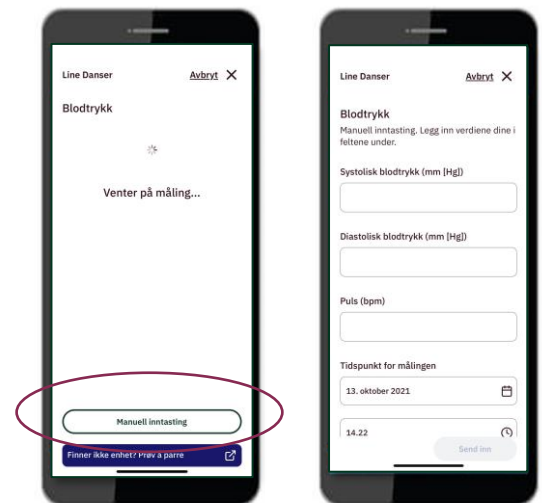 Line Danser
Avbryt
Blodtrykk
Venter på måling...
Manuell inntasting
Finner ikke enhet? Prøv å parre
Line Danser
Avbryt
Blodtrykk
Manuell inntasting. Legg inn verdiene dine i
feltene under.
Systolisk blodtrykk (mm [Hg])
Diastolisk blodtrykk (mm [Hg])
Puls (bpm)
Tidspunkt for målingen
13. oktober 2021
14.22
Send inn